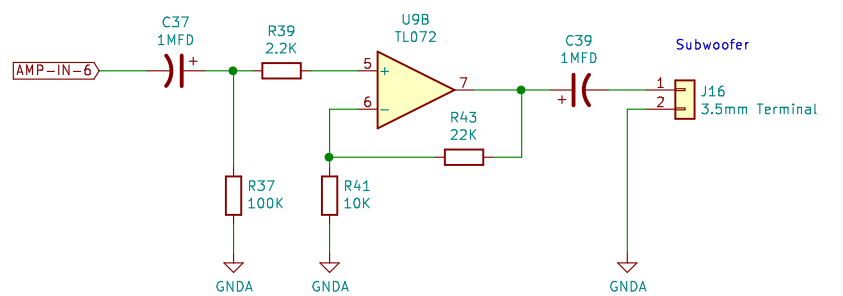 C37
1MFD
+
AMP-IN-6
R39
2.2K
U9B
TL072
5
+
6
-
7
C39
1MFD
+
Subwoofer
1
2
J16
3.5mm Terminal
R43
22K
R37
100K
R41
10K
GNDA
GNDA
GNDA